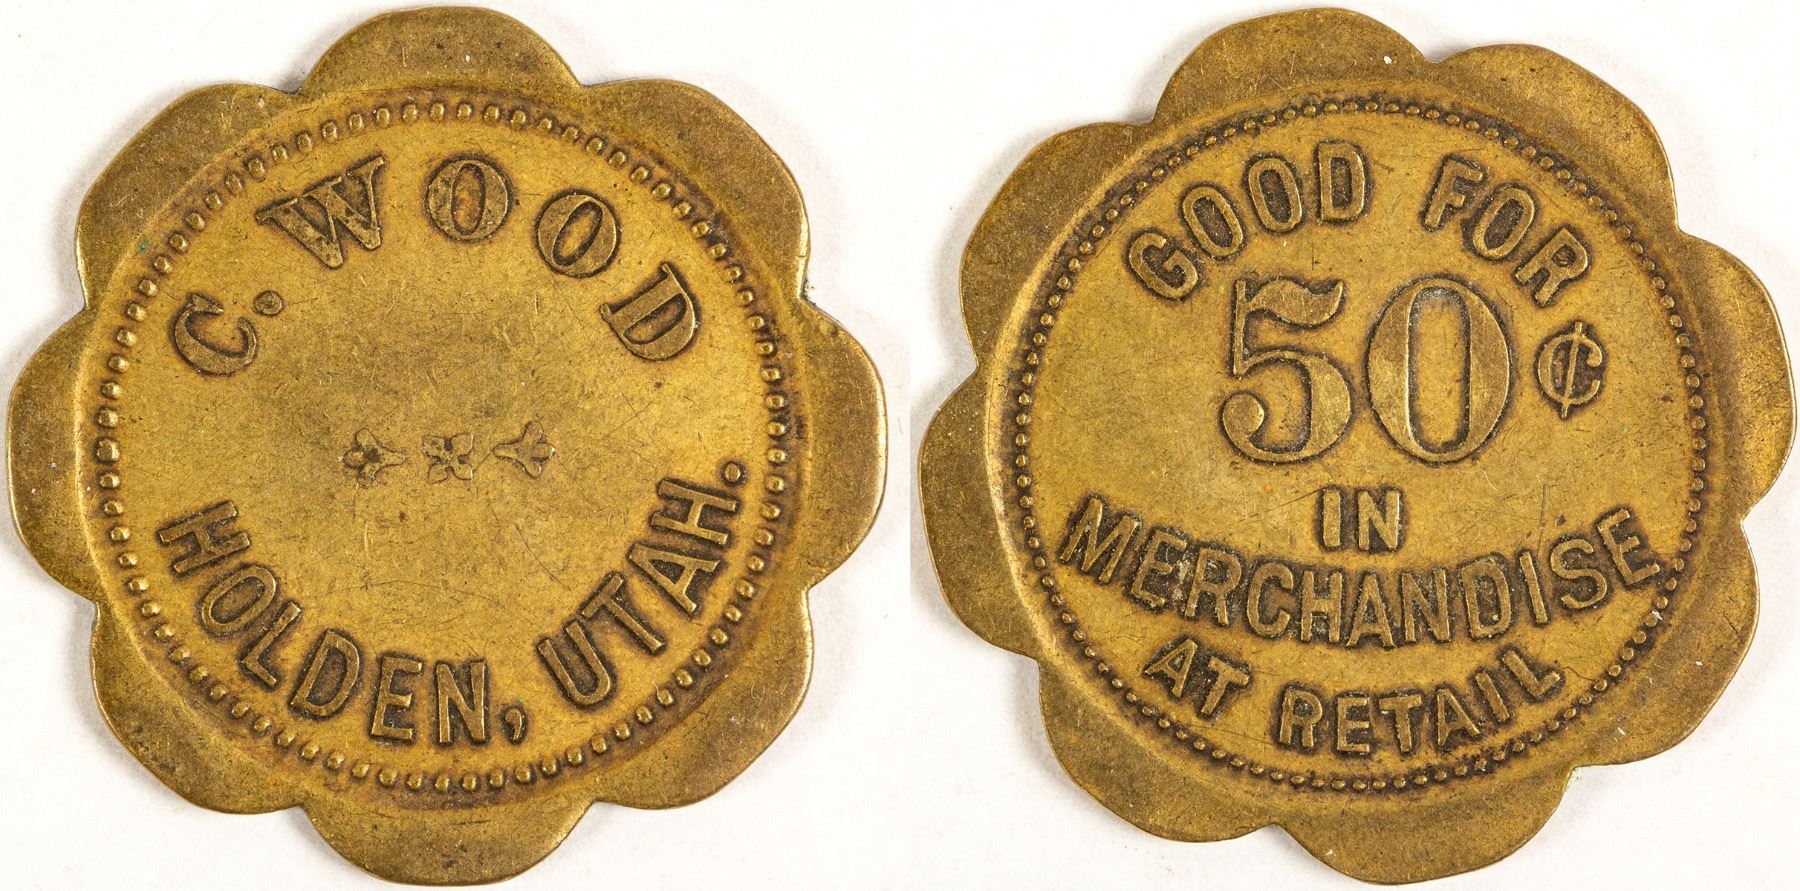 C. WOOD
HOLDEN, UTAH.
GOOD FOR
50¢
IN
MERCHANDISE
AT RETAIL